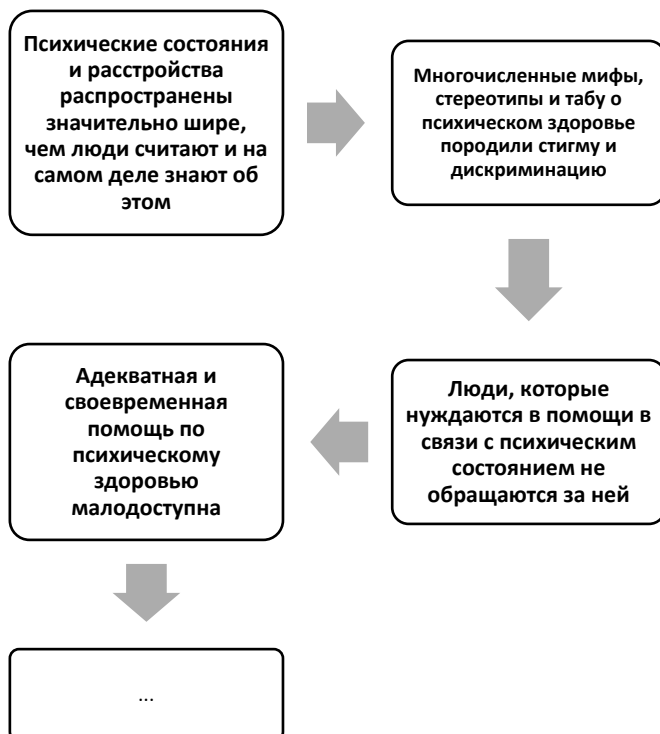 Психические состояния
и расстройства
распространены
значительно шире,
чем люди считают и на
самом деле знают об
этом
Многочисленные мифы,
стереотипы и табу о
психическом здоровье
породили стигму и
дискриминацию
Люди, которые
нуждаются в помощи в
связи с психическим
состоянием не
обращаются за ней
Адекватная и
своевременная
помощь по
психическому
здоровью
малодоступна
...